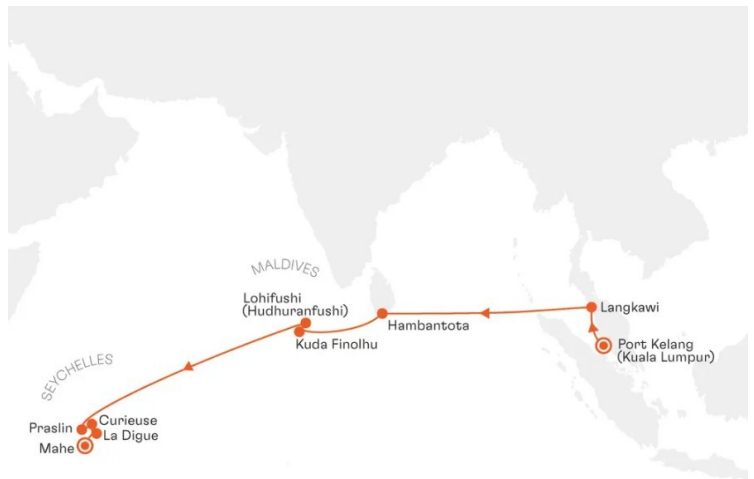 MALDIVES
Lohifushi
(Hudhuranfushi)
Kuda Finolhu
Hambantota
Langkawi
Port Kelang
(Kuala Lumpur)
SEYCHELLES
Praslin
Curieuse
La Digue
Mahe